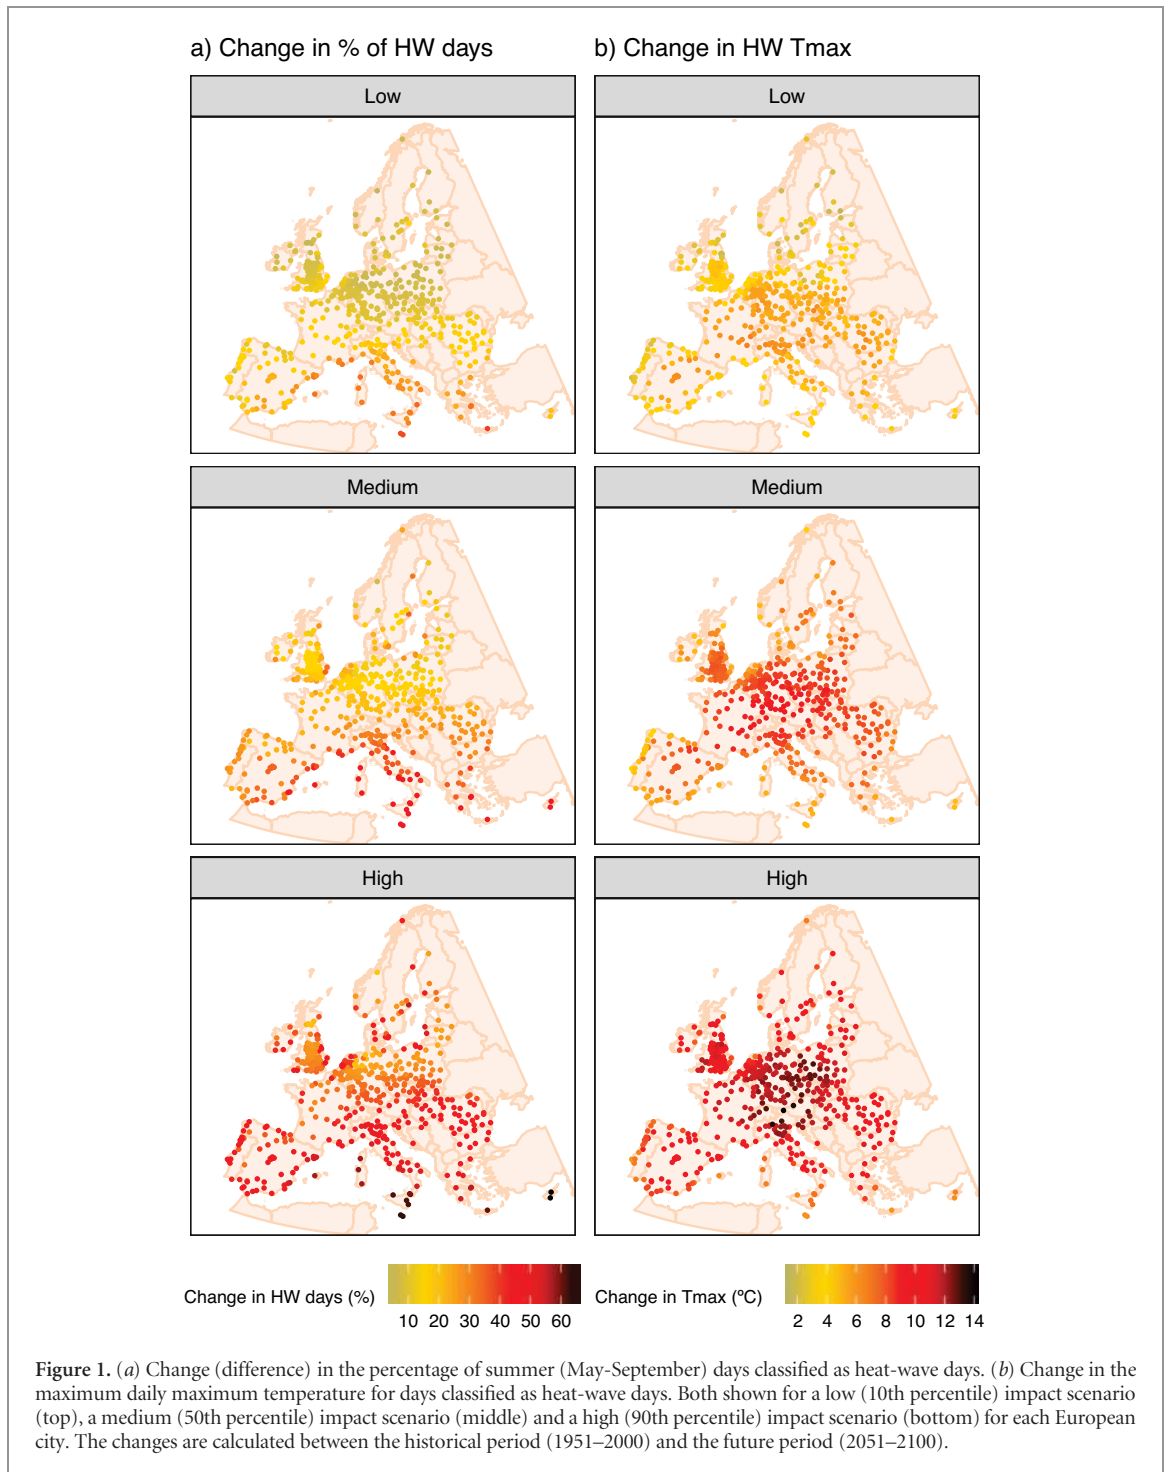 a) Change in % of HW days
b) Change in HW Tmax
Low
Low
Medium
Medium
High
High
Change in HW days (%)
10 20 30 40 50 60
Change in Tmax (ºC)
2 4 6 8 10 12 14
Figure 1. (a) Change (difference) in the percentage of summer (May-September) days classified as heat-wave days. (b) Change in the
maximum daily maximum temperature for days classified as heat-wave days. Both shown for a low (10th percentile) impact scenario
(top), a medium (50th percentile) impact scenario (middle) and a high (90th percentile) impact scenario (bottom) for each European
city. The changes are calculated between the historical period (1951–2000) and the future period (2051–2100).